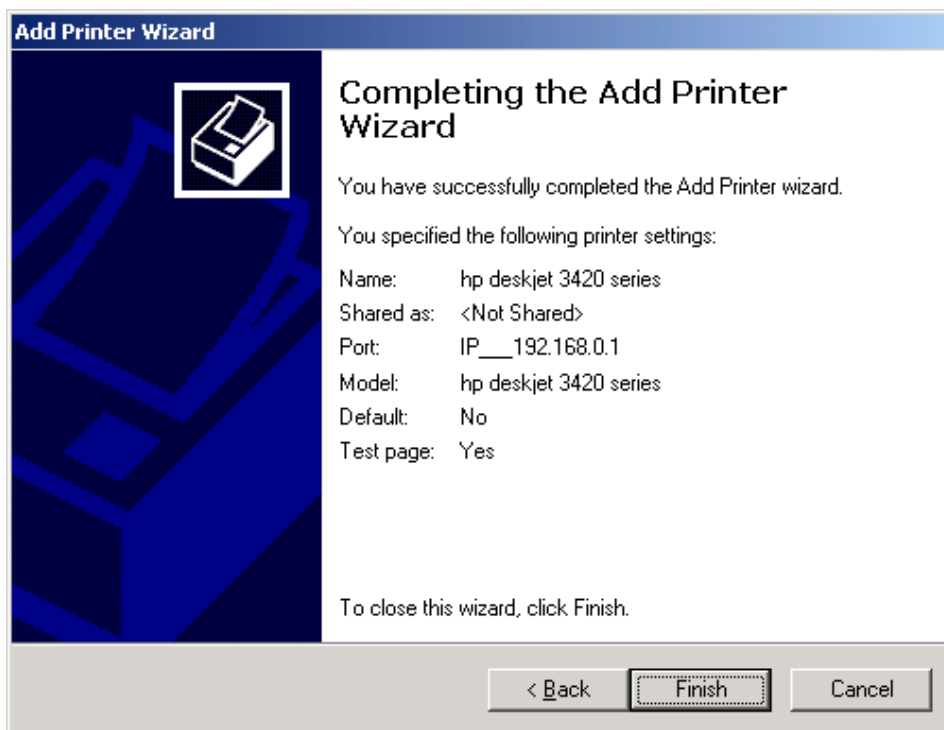 Add Printer Wizard
Completing the Add Printer
Wizard
You have successfully completed the Add Printer wizard.
You specified the following printer settings:
Name: hp deskjet 3420 series
Shared as: <Not Shared>
Port: IP___192.168.0.1
Model: hp deskjet 3420 series
Default: No
Test page: Yes
To close this wizard, click Finish.
< Back Finish Cancel